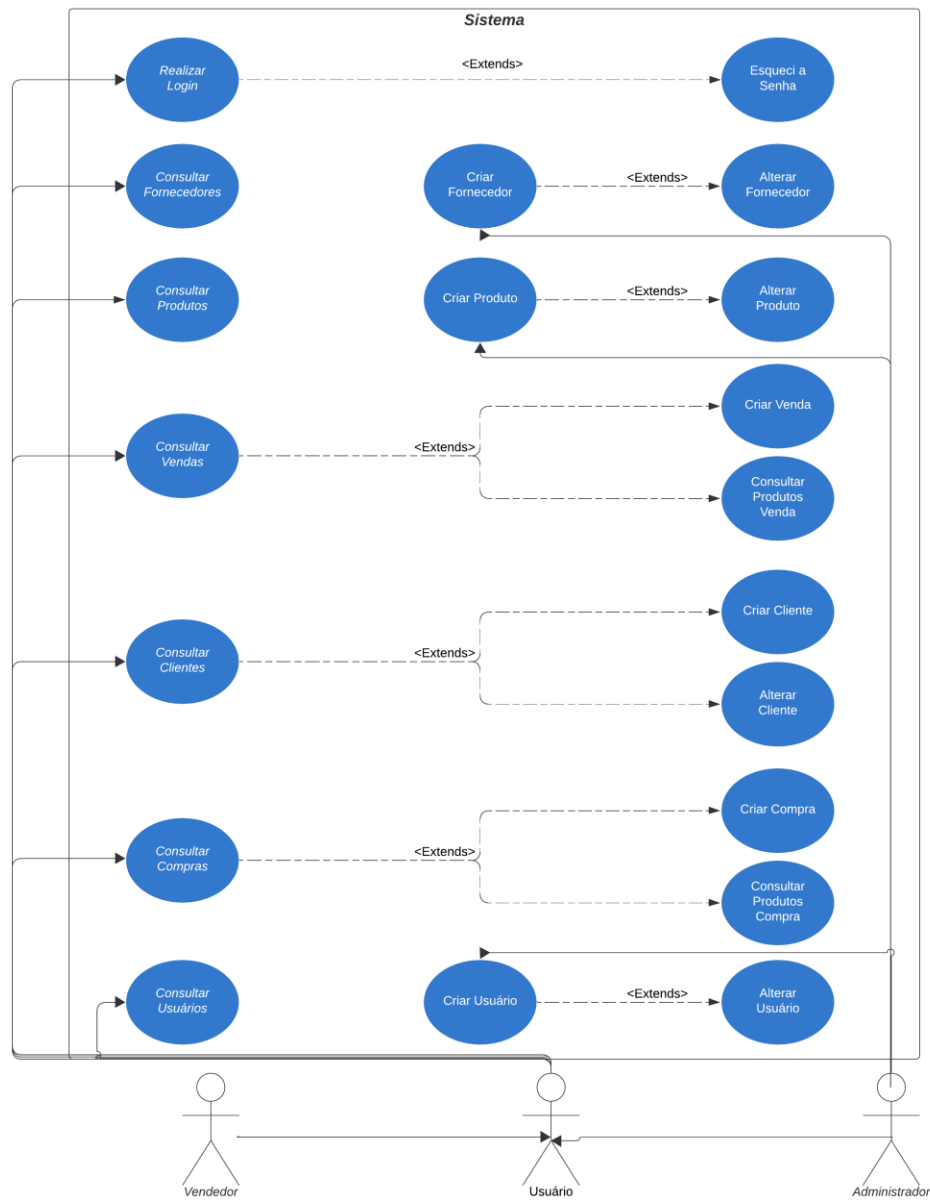 Sistema
Realizar
Login
<Extends>
Esqueci a
Senha
Consultar
Fornecedores
Criar
Fornecedor
<Extends>
Alterar
Fornecedor
Consultar
Produtos
Criar Produto
<Extends>
Alterar
Produto
Consultar
Vendas
<Extends>
Criar Venda
Consultar
Produtos
Venda
Consultar
Clientes
<Extends>
Criar Cliente
Alterar
Cliente
Consultar
Compras
<Extends>
Criar Compra
Consultar
Produtos
Compra
Consultar
Usuários
Criar Usuário
<Extends>
Alterar
Usuário
Vendedor
Usuário
Administrador